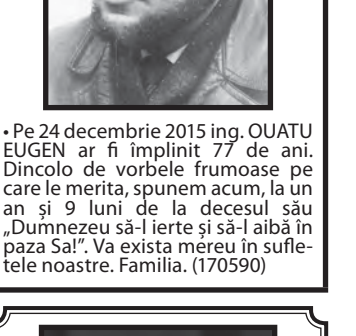 • Pe 24 decembrie 2015 ing. OUATU
EUGEN ar fi împlinit 77 de ani.
Dincolo de vorbele frumoase pe
care le merita, spunem acum, la un
an și 9 luni de la decesul său
„Dumnezeu să-l ierte și să-l aibă în
paza Sa!”. Va exista mereu în sufle-
tele noastre. Familia. (170590)